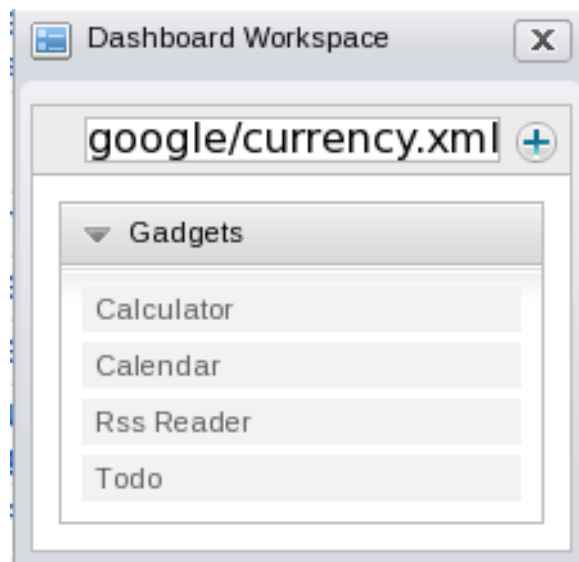 Dashboard Workspace
google/currency.xml
Gadgets
Calculator
Calendar
Rss Reader
Todo